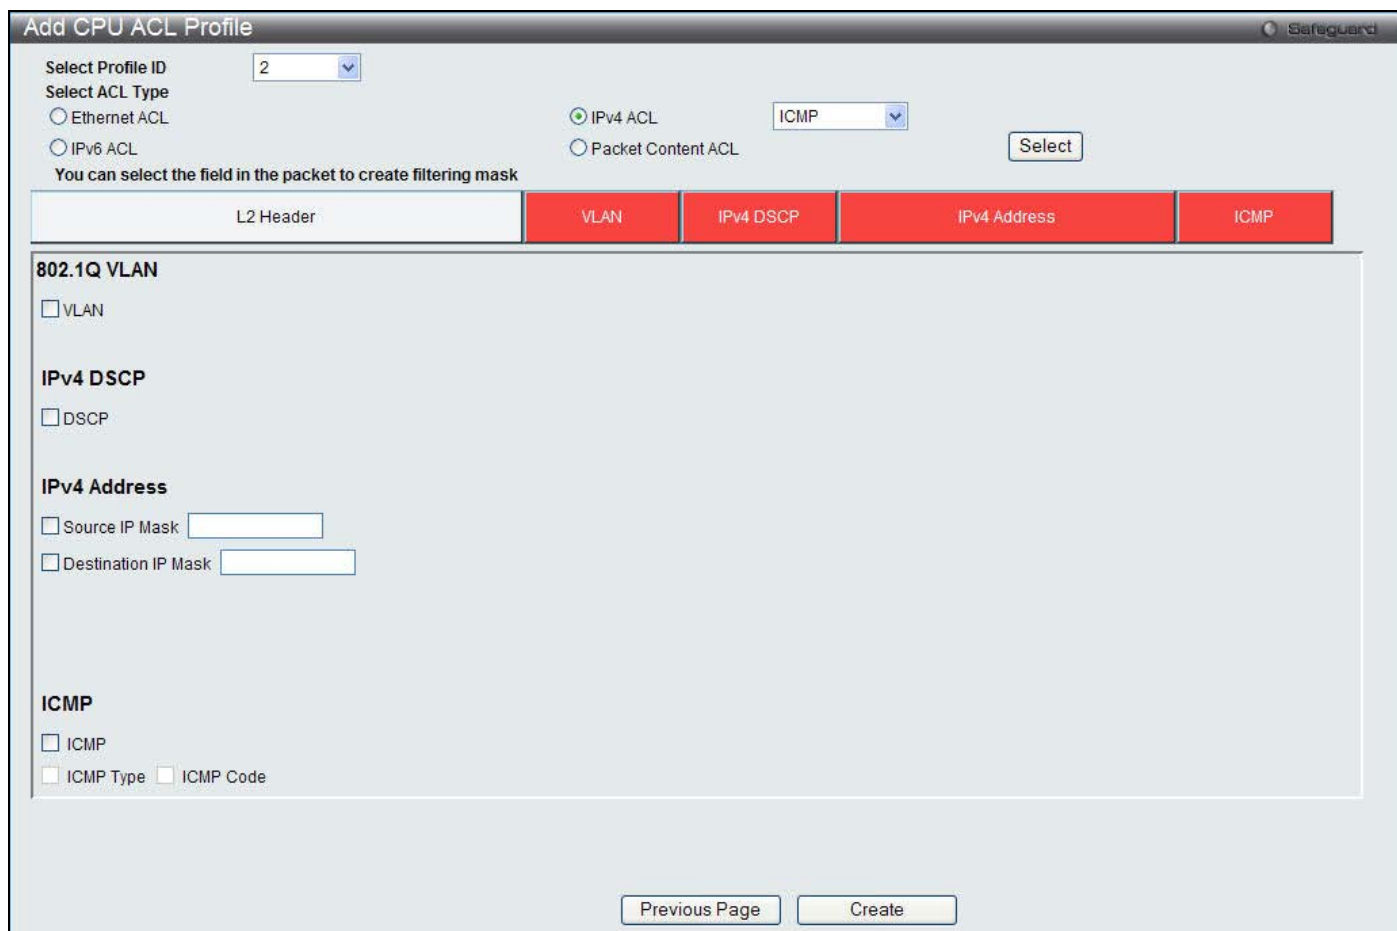 Add CPU ACL Profile
Safeguard
Select Profile ID 2
Select ACL Type
Ethernet ACL IPv4 ACL ICMP
IPv6 ACL Packet Content ACL Select
You can select the field in the packet to create filtering mask
L2 Header VLAN IPv4 DSCP IPv4 Address ICMP
802.1Q VLAN
VLAN
IPv4 DSCP
DSCP
IPv4 Address
Source IP Mask
Destination IP Mask
ICMP
ICMP
ICMP Type ICMP Code
Previous Page Create